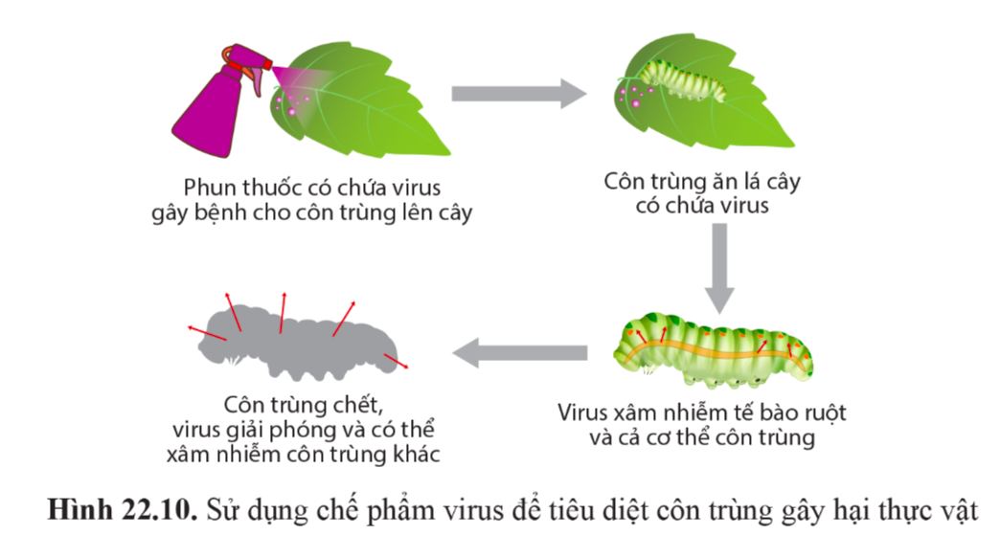 Phun thuốc có chứa virus
gây bệnh cho côn trùng lên cây
Côn trùng ăn lá cây
có chứa virus
Virus xâm nhiễm tế bào ruột
và cả cơ thể côn trùng
Côn trùng chết,
virus giải phóng và có thể
xâm nhiễm côn trùng khác
Hình 22.10. Sử dụng chế phẩm virus để tiêu diệt côn trùng gây hại thực vật